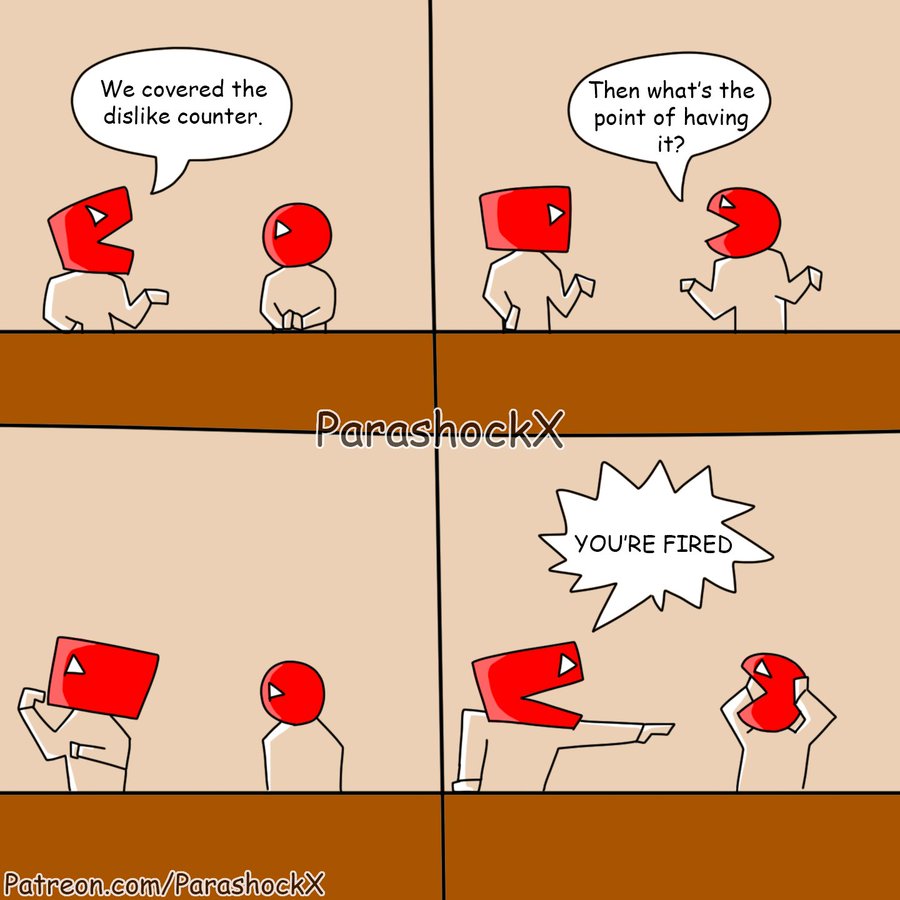 We covered the
dislike counter.
Then what's the
point of having
it?
ParashockX
YOU'RE FIRED
Patreon.com/ParashockX